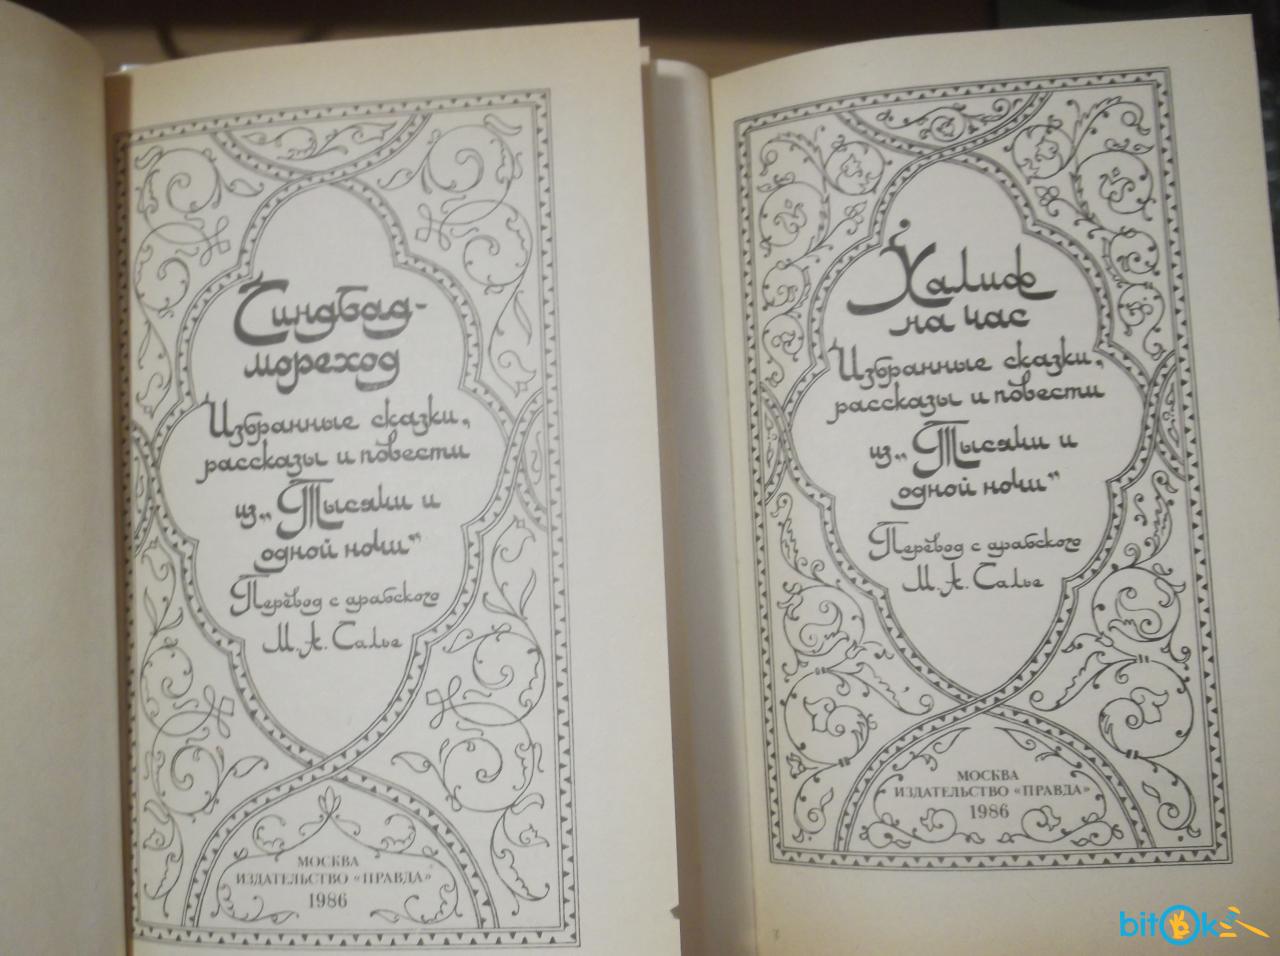 Синдбад-
мореход
Избранные сказки,
рассказы и повести
из „Тысячи и
одной ночи“
Перевод с арабского
М. А. Салье
МОСКВА
ИЗДАТЕЛЬСТВО «ПРАВДА»
1986
Халиф
на час
Избранные сказки,
рассказы и повести
из „Тысячи и
одной ночи“
Перевод с арабского
М. А. Салье
МОСКВА
ИЗДАТЕЛЬСТВО «ПРАВДА»
1986
bitOk